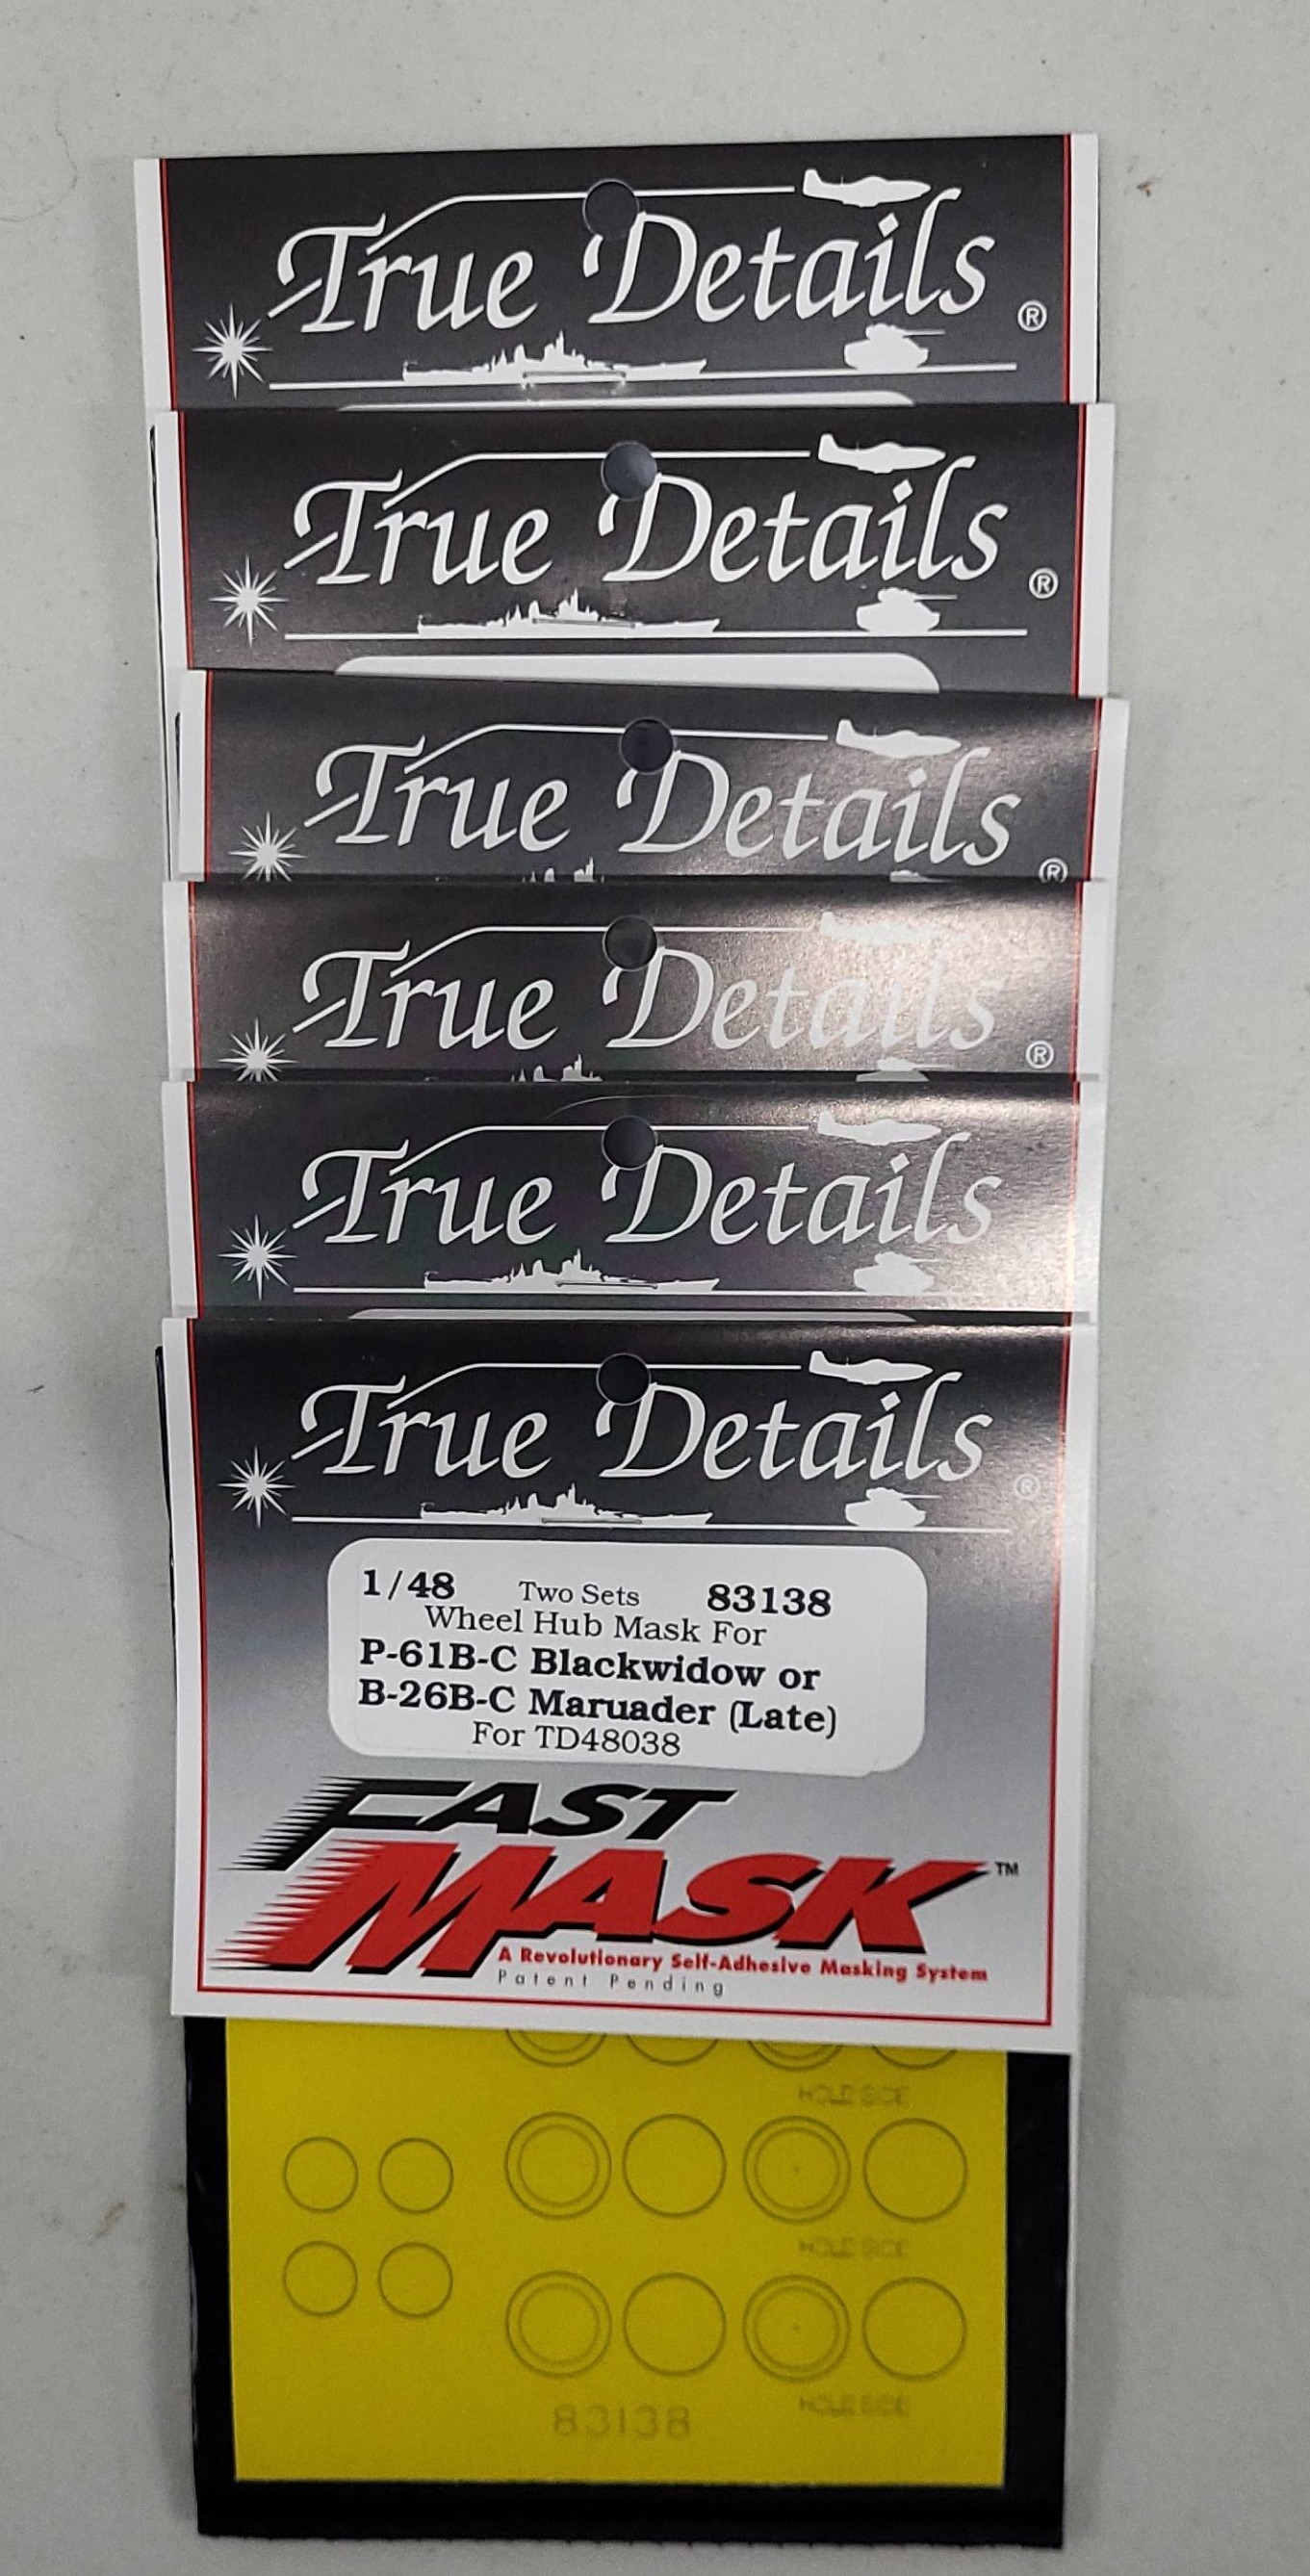 True Details ®
True Details ®
True Details ®
True Details ®
True Details
True Details ®
1/48 Two Sets 83138
Wheel Hub Mask For
P-61B-C Blackwidow or
B-26B-C Maruader (Late)
For TD48038
FAST
MASK ™
A Revolutionary Self-Adhesive Masking System
Patent Pending
HOLE SIDE
HOLE SIDE
HOLE SIDE
83138